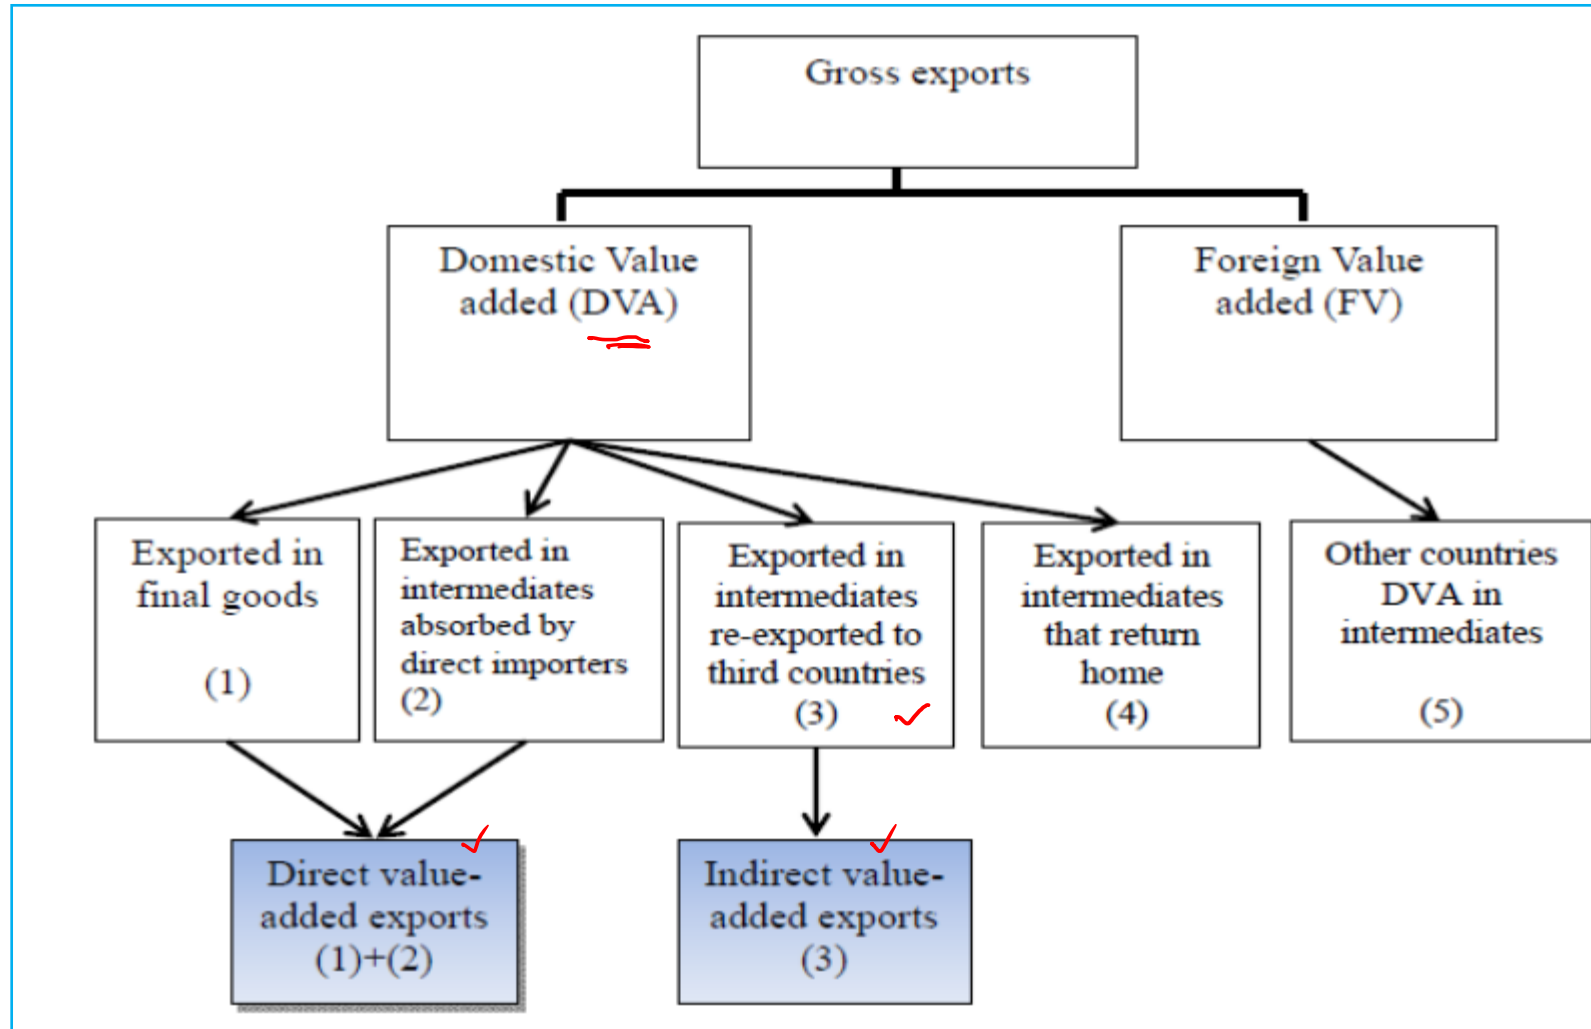 Gross exports
Domestic Value
added (DVA)
Foreign Value
added (FV)
Exported in
final goods
(1)
Exported in
intermediates
absorbed by
direct importers
(2)
Exported in
intermediates
re-exported to
third countries
(3)
Exported in
intermediates
that return
home
(4)
Other countries
DVA in
intermediates
(5)
Direct value-
added exports
(1)+(2)
Indirect value-
added exports
(3)